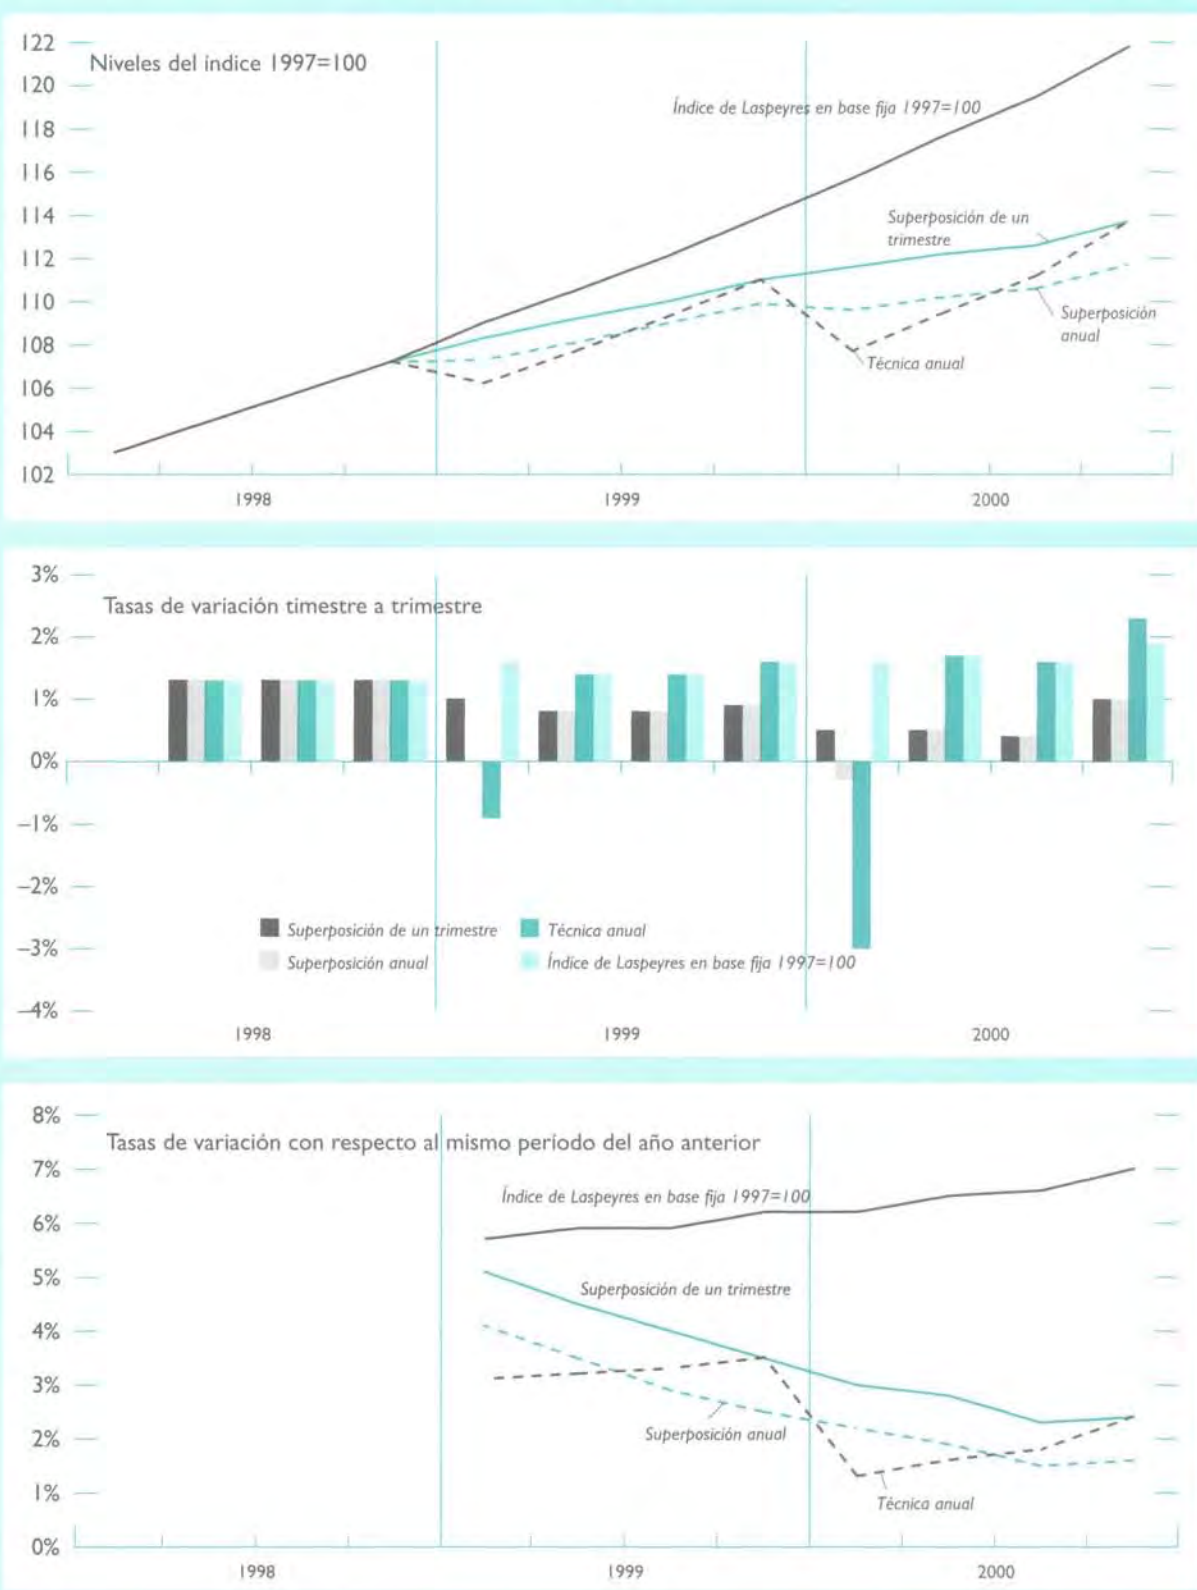 Niveles del índice 1997=100
122
120
118
116
114
112
110
108
106
104
102
Índice de Laspeyres en base fija 1997=100
Superposición de un
trimestre
Superposición
anual
Técnica anual
1998
1999
2000
Tasas de variación timestre a trimestre
3%
2%
1%
0%
–1%
–2%
–3%
–4%
Superposición de un trimestre
Técnica anual
Superposición anual
Índice de Laspeyres en base fija 1997=100
1998
1999
2000
Tasas de variación con respecto al mismo período del año anterior
8%
7%
6%
5%
4%
3%
2%
1%
0%
Índice de Laspeyres en base fija 1997=100
Superposición de un trimestre
Superposición anual
Técnica anual
1998
1999
2000